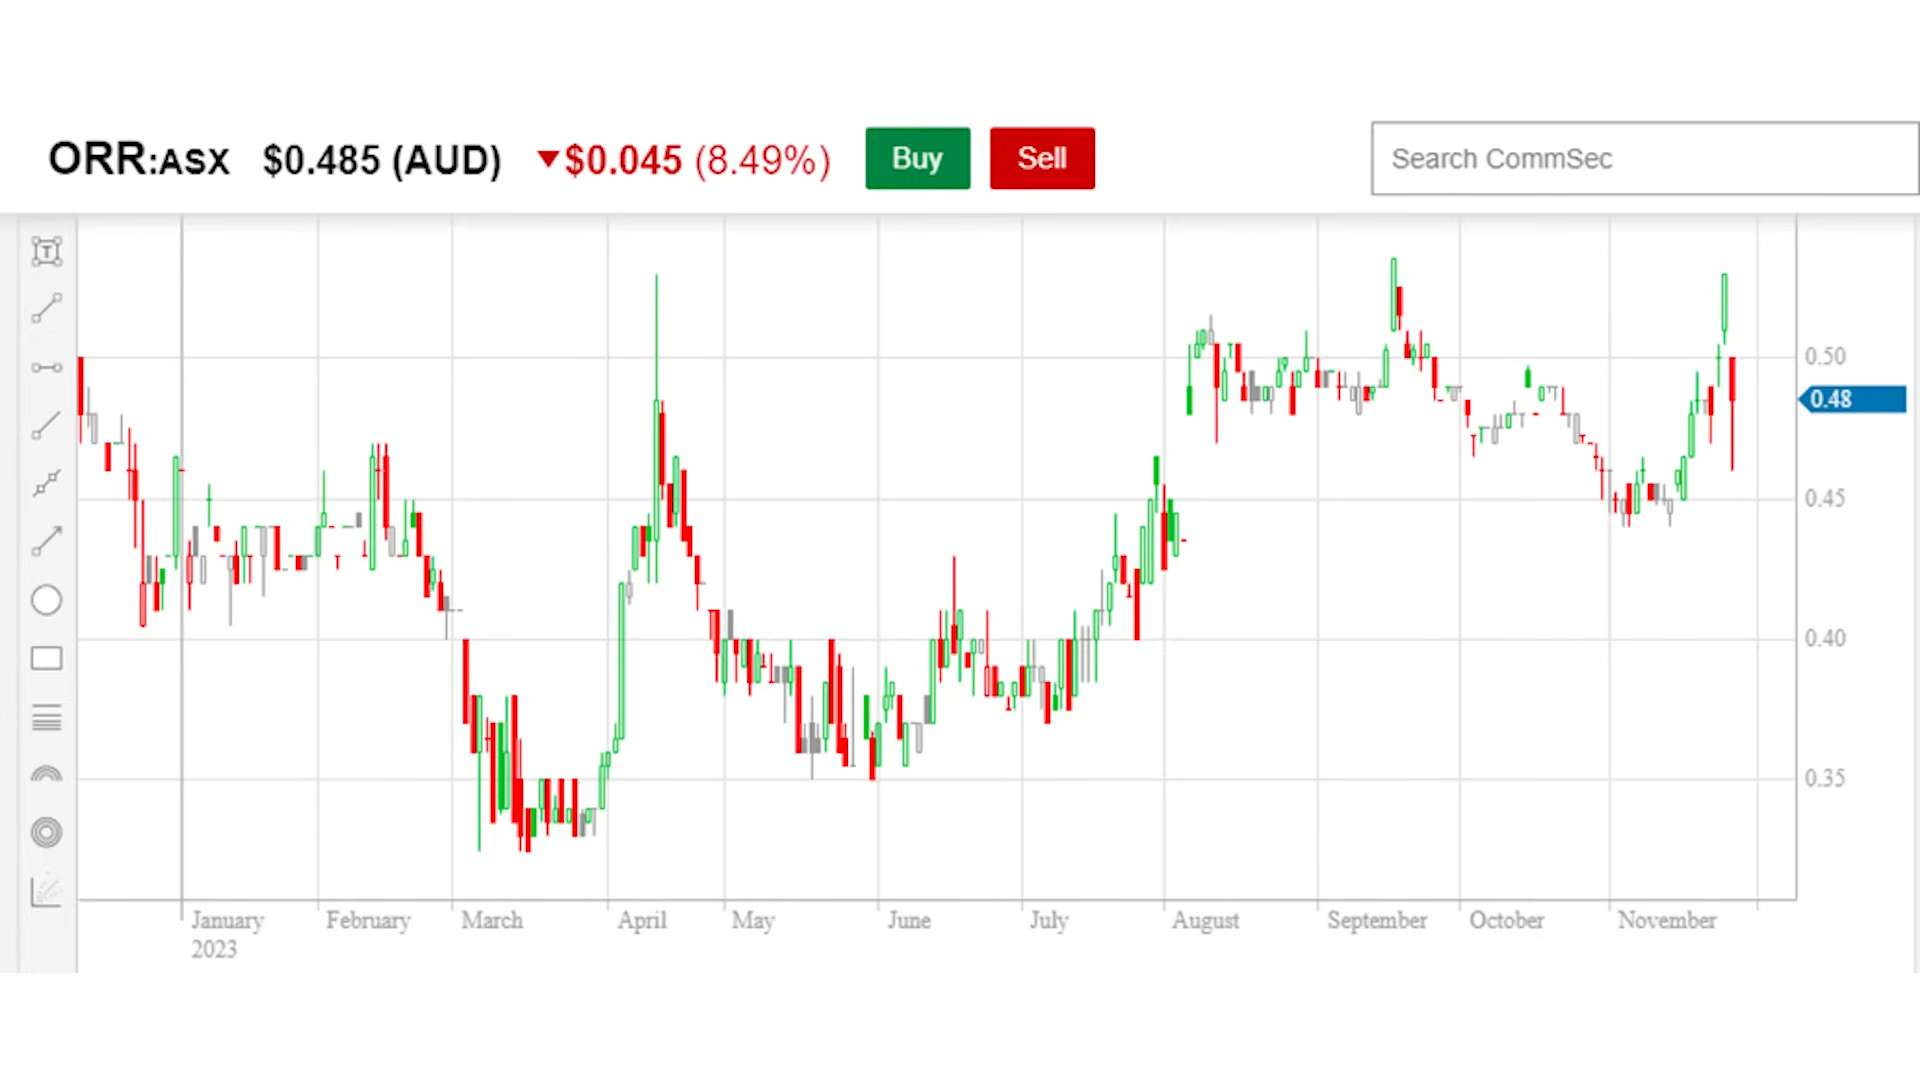 ORR:ASX $0.485 (AUD) ▼$0.045 (8.49%) Buy Sell Search CommSec
T
0.50
0.48
0.45
0.40
0.35
January February March April May June July August September October November
2023